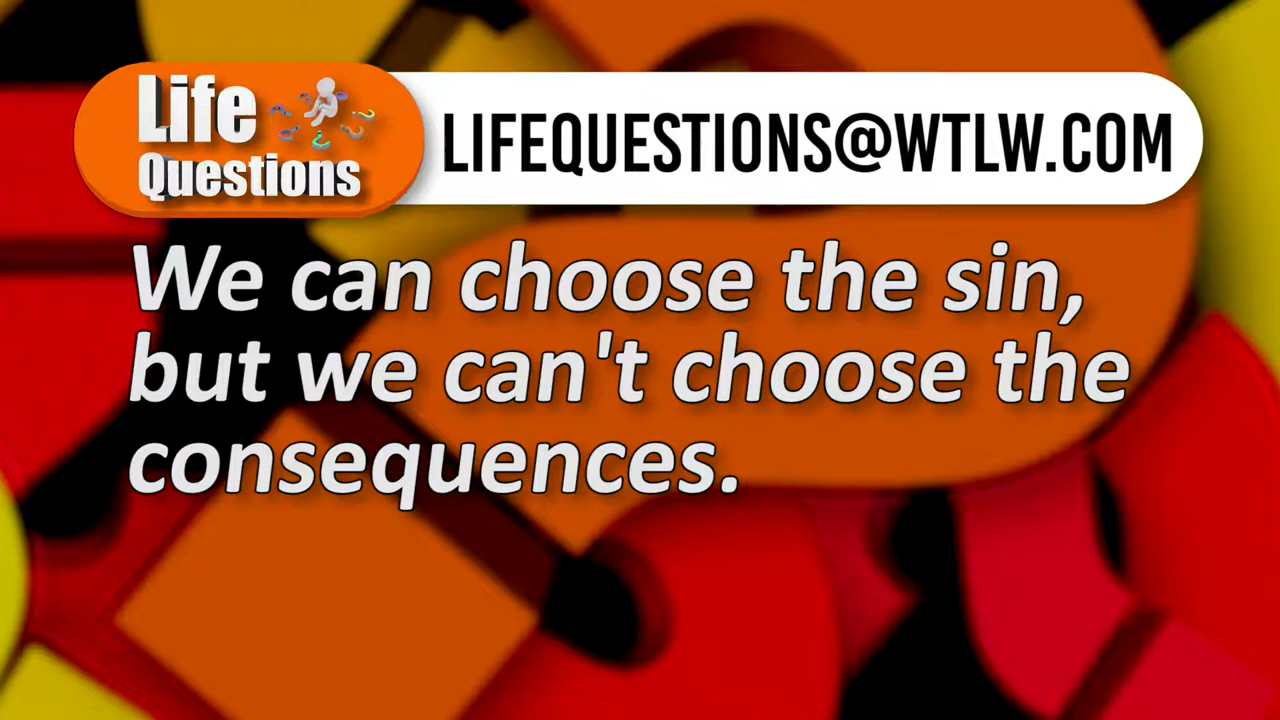 Life
Questions
LIFEQUESTIONS@WTLW.COM
We can choose the sin,
but we can't choose the
consequences.